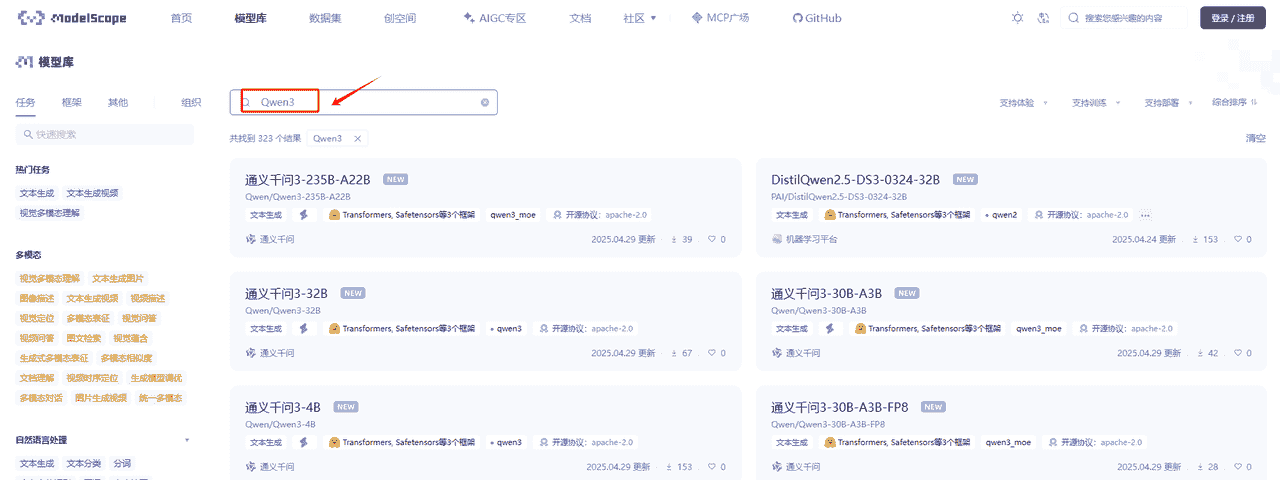 ModelScope 首页 模型库 数据集 创空间 AIGC专区 文档 社区 MCP广场 GitHub 搜索您感兴趣的内容 登录 / 注册
模型库
任务 框架 其他 组织
快速搜索
热门任务
文本生成 文本生成视频
视觉多模态理解
多模态
视觉多模态理解 文本生成图片
图像描述 文本生成视频 视频描述
视觉定位 多模态表征 视觉问答
视频问答 图文检索 视觉蕴含
生成式多模态表征 多模态相似度
文档理解 视频时序定位 生成模型调优
多模态对话 图片生成视频 统一多模态
自然语言处理
文本生成 文本分类 分词
Qwen3
支持体验 支持训练 支持部署 综合排序
共找到 323 个结果 Qwen3 清空
通义千问3-235B-A22B NEW
Qwen/Qwen3-235B-A22B
文本生成 Transformers, Safetensors等3个框架 qwen3_moe 开源协议: apache-2.0
通义千问 2025.04.29 更新 39 0
DistilQwen2.5-DS3-0324-32B NEW
PAI/DistilQwen2.5-DS3-0324-32B
文本生成 Transformers, Safetensors等3个框架 qwen2 开源协议: apache-2.0 ...
机器学习平台 2025.04.24 更新 153 0
通义千问3-32B NEW
Qwen/Qwen3-32B
文本生成 Transformers, Safetensors等3个框架 qwen3 开源协议: apache-2.0
通义千问 2025.04.29 更新 67 0
通义千问3-30B-A3B NEW
Qwen/Qwen3-30B-A3B
文本生成 Transformers, Safetensors等3个框架 qwen3_moe 开源协议: apache-2.0
通义千问 2025.04.29 更新 42 0
通义千问3-4B NEW
Qwen/Qwen3-4B
文本生成 Transformers, Safetensors等3个框架 qwen3 开源协议: apache-2.0
通义千问 2025.04.29 更新 153 0
通义千问3-30B-A3B-FP8 NEW
Qwen/Qwen3-30B-A3B-FP8
文本生成 Transformers, Safetensors等3个框架 qwen3_moe 开源协议: apache-2.0
通义千问 2025.04.29 更新 28 0